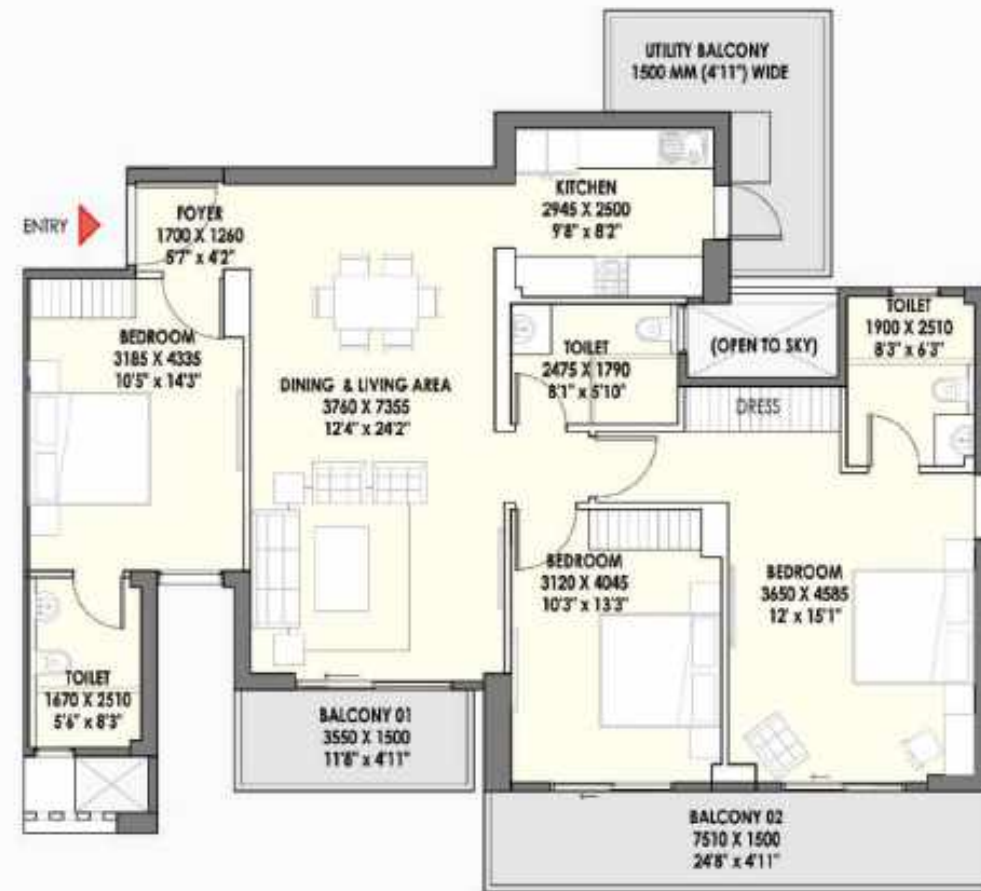 UTILITY BALCONY
1500 MM (4'11") WIDE
KITCHEN
2945 X 2500
9'8" x 8'2"
ENTRY
FOYER
1700 X 1260
5'7" x 4'2"
BEDROOM
3185 X 4335
10'5" x 14'3"
DINING & LIVING AREA
3760 X 7355
12'4" x 24'2"
TOILET
2475 X 1790
8'1" x 5'10"
(OPEN TO SKY)
TOILET
1900 X 2510
8'3" x 6'3"
DRESS
BEDROOM
3120 X 4045
10'3" x 13'3"
BEDROOM
3650 X 4585
12' x 15'1"
TOILET
1670 X 2510
5'6" x 8'3"
BALCONY 01
3550 X 1500
11'8" x 4'11"
BALCONY 02
7510 X 1500
24'8" x 4'11"